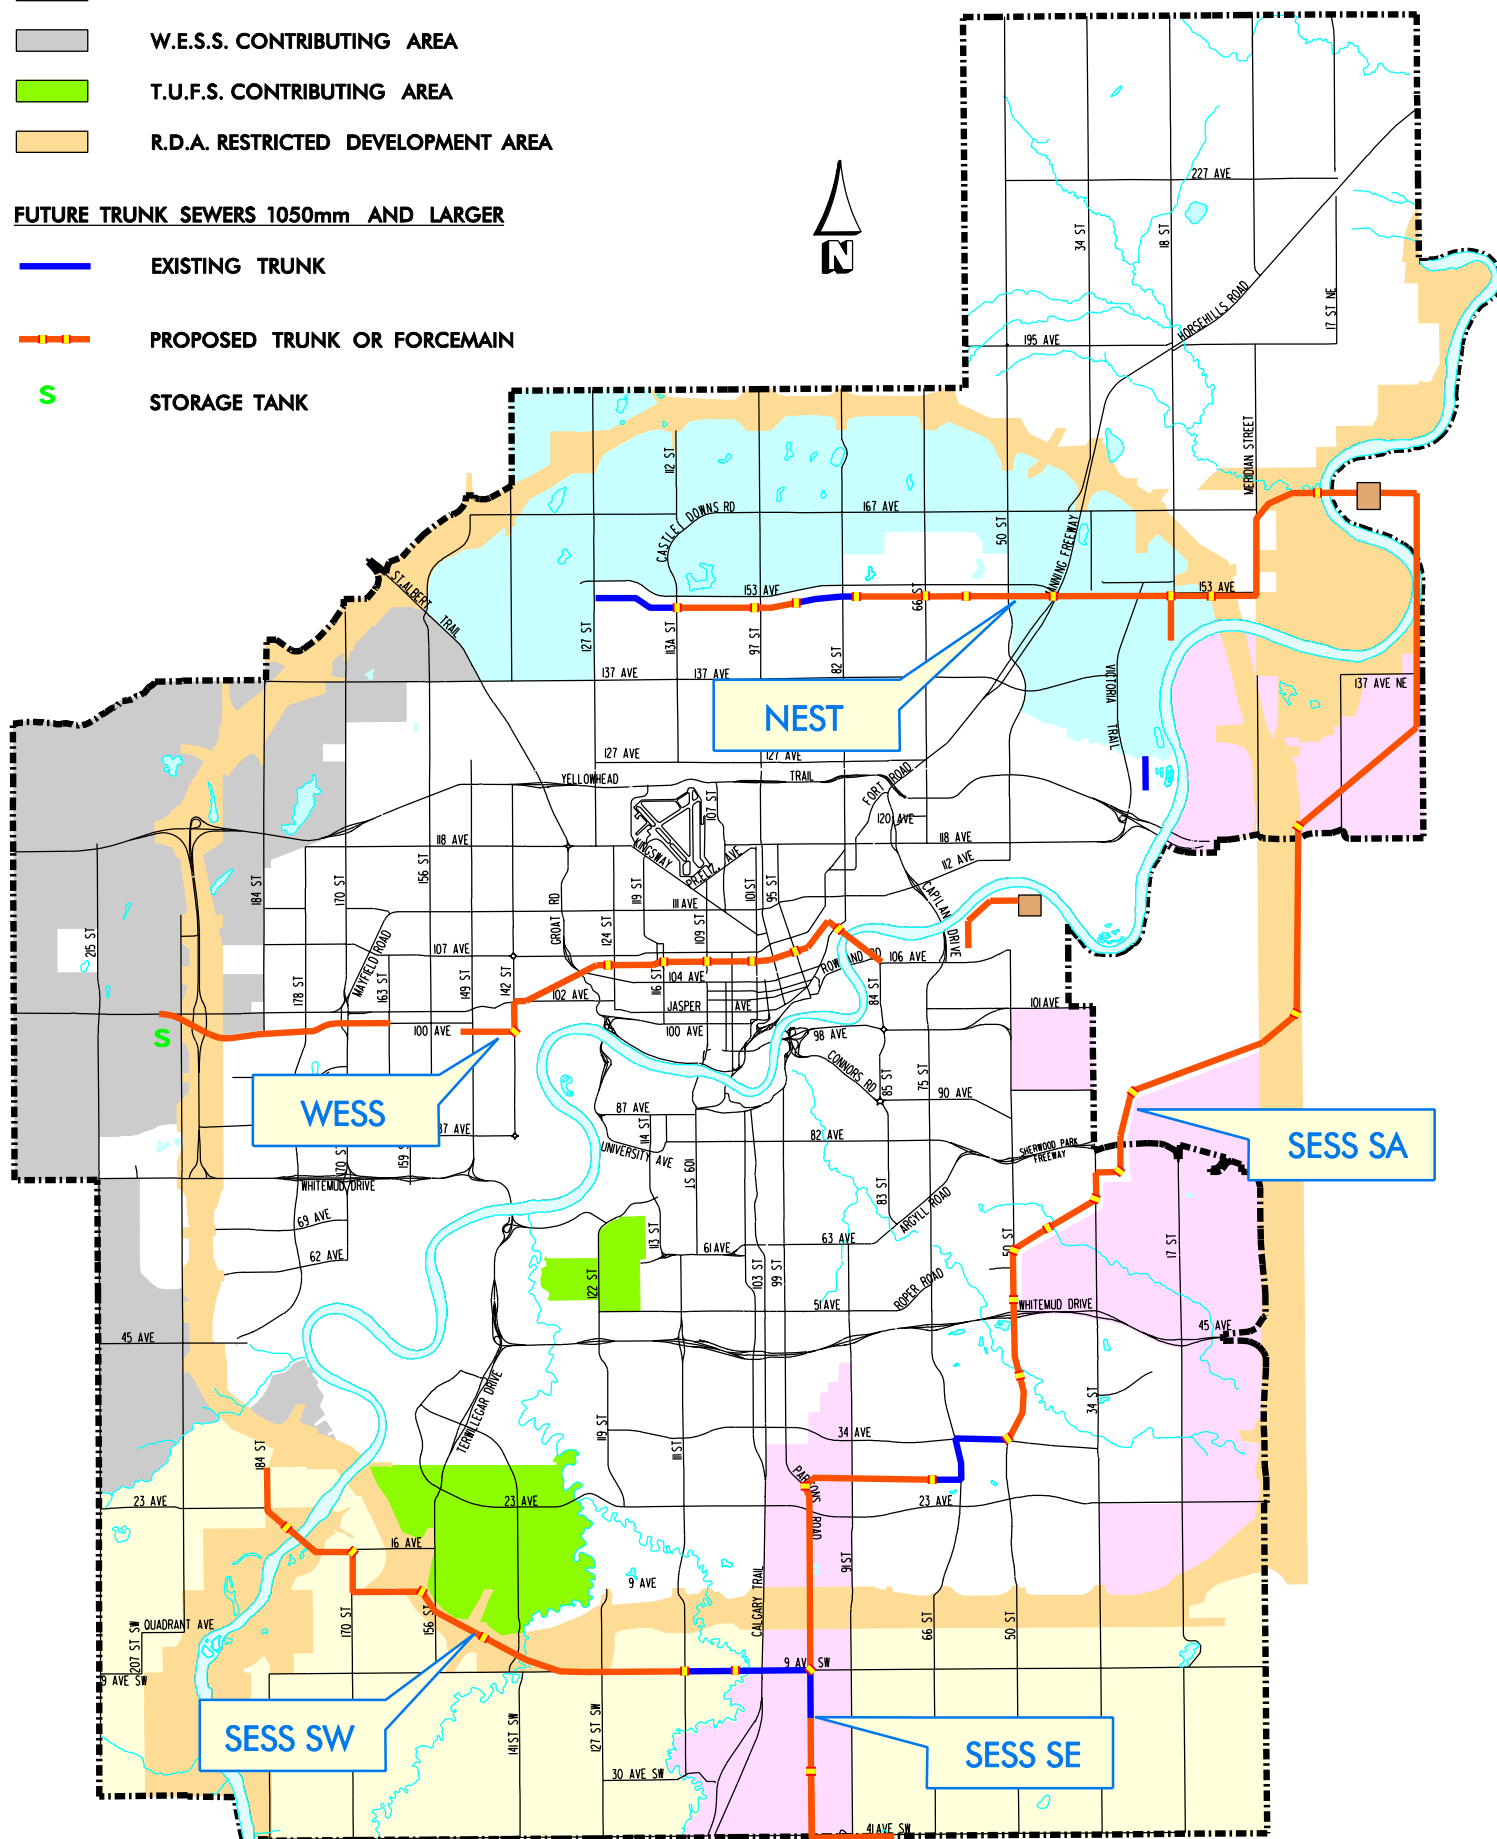 W.E.S.S. CONTRIBUTING AREA
T.U.F.S. CONTRIBUTING AREA
R.D.A. RESTRICTED DEVELOPMENT AREA
FUTURE TRUNK SEWERS 1050mm AND LARGER
EXISTING TRUNK
PROPOSED TRUNK OR FORCEMAIN
S
STORAGE TANK
N
227 AVE
34 ST
18 ST
HORSEHILLS ROAD
17 ST NE
195 AVE
MERIDIAN STREET
112 ST
CASTLE DOWNS RD
167 AVE
50 ST
MANNING FREEWAY
ST.ALBERT TRAIL
153 AVE
66 ST
153 AVE
127 ST
113A ST
97 ST
82 ST
137 AVE
137 AVE
VICTORIA TRAIL
137 AVE NE
NEST
127 AVE
127 AVE
YELLOWHEAD TRAIL
FORT ROAD
107 ST
120 AVE
118 AVE
118 AVE
KINGSWAY
PR.ELIZ. AVE
112 AVE
156 ST
184 ST
170 ST
119 ST
101 ST
95 ST
CAPILANO DRIVE
111 AVE
GROAT RD
124 ST
109 ST
215 ST
MAYFIELD ROAD
107 AVE
ROWLAND RD
106 AVE
178 ST
163 ST
149 ST
142 ST
116 ST
104 AVE
84 ST
102 AVE
JASPER AVE
101 AVE
S
100 AVE
100 AVE
98 AVE
CONNORS RD
85 ST
75 ST
90 AVE
WESS
87 AVE
87 AVE
114 ST
82 AVE
SESS SA
UNIVERSITY AVE
SHERWOOD PARK
FREEWAY
170 ST
159 ST
109 ST
WHITEMUD DRIVE
83 ST
ARGYLL ROAD
69 AVE
113 ST
62 AVE
61 AVE
63 AVE
50 ST
17 ST
122 ST
103 ST
99 ST
ROPER ROAD
51 AVE
WHITEMUD DRIVE
45 AVE
45 AVE
TERWILLEGAR DRIVE
34 ST
119 ST
111 ST
34 AVE
184 ST
PARSONS ROAD
23 AVE
23 AVE
23 AVE
16 AVE
91 ST
9 AVE
CALGARY TRAIL
207 ST SW
QUADRANT AVE
170 ST
156 ST
66 ST
50 ST
9 AVE SW
9 AVE SW
SESS SW
141 ST SW
127 ST SW
SESS SE
30 AVE SW
41 AVE SW